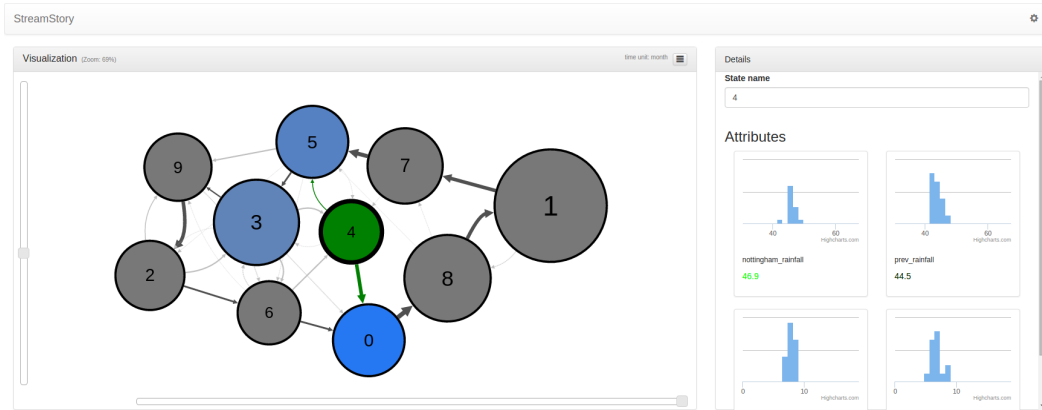 StreamStory
Visualization (Zoom: 69%)
time unit: month
9
5
7
1
3
4
2
8
6
0
Details
State name
4
Attributes
40 60
Highcharts.com
nottingham_rainfall
46.9
40 60
Highcharts.com
prev_rainfall
44.5
0 10
Highcharts.com
0 10
Highcharts.com